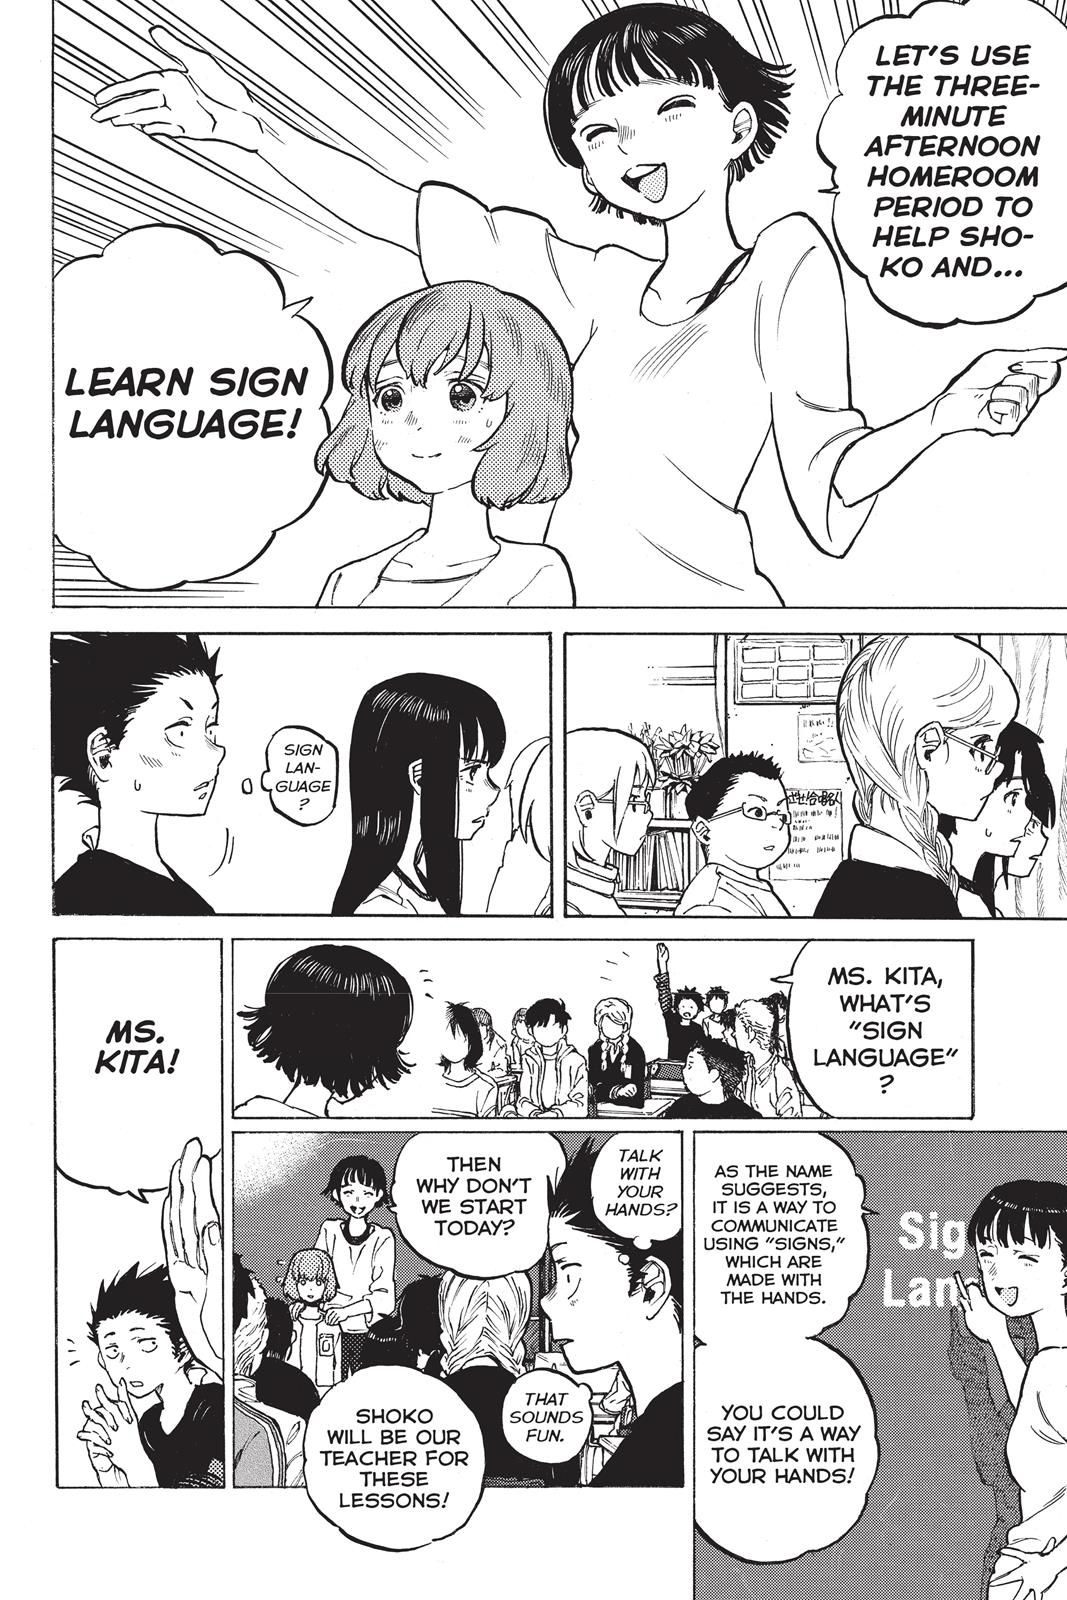 LET'S USE
THE THREE-
MINUTE
AFTERNOON
HOMEROOM
PERIOD TO
HELP SHO-
KO AND...
LEARN SIGN
LANGUAGE!
SIGN
LAN-
GUAGE
?
MS. KITA,
WHAT'S
"SIGN
LANGUAGE"
?
AS THE NAME
SUGGESTS,
IT IS A WAY TO
COMMUNICATE
USING "SIGNS,"
WHICH ARE
MADE WITH
THE HANDS.
Sig
Lan
YOU COULD
SAY IT'S A WAY
TO TALK WITH
YOUR HANDS!
TALK
WITH
YOUR
HANDS?
THEN
WHY DON'T
WE START
TODAY?
THAT
SOUNDS
FUN.
SHOKO
WILL BE OUR
TEACHER FOR
THESE
LESSONS!
MS.
KITA!